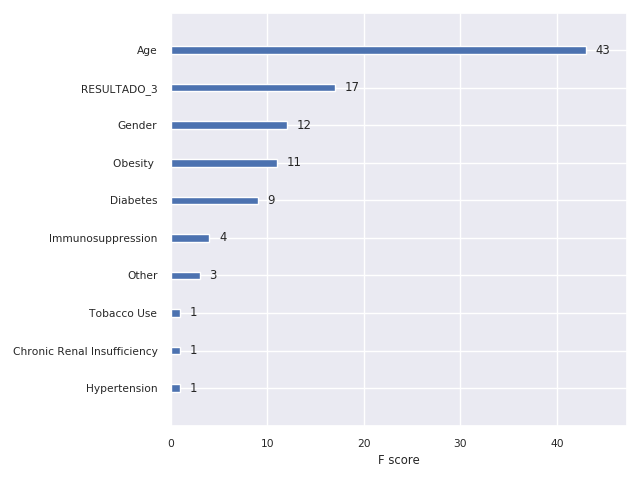 Age 43
RESULTADO_3 17
Gender 12
Obesity 11
Diabetes 9
Immunosuppression 4
Other 3
Tobacco Use 1
Chronic Renal Insufficiency 1
Hypertension 1
0 10 20 30 40
F score